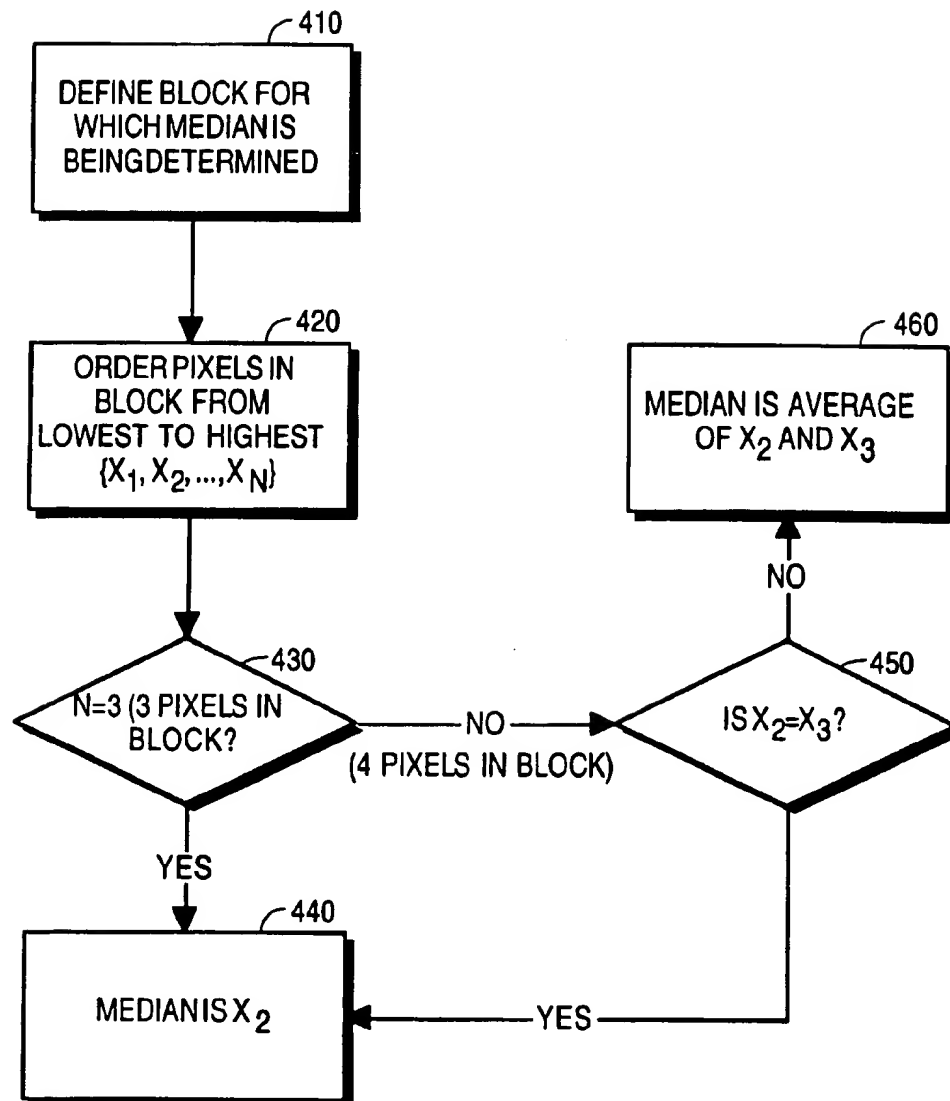 410
DEFINE BLOCK FOR
WHICH MEDIAN IS
BEING DETERMINED
420
ORDER PIXELS IN
BLOCK FROM
LOWEST TO HIGHEST
{X1, X2, ..., XN}
460
MEDIAN IS AVERAGE
OF X2 AND X3
NO
430
N=3 (3 PIXELS IN
BLOCK?
NO
(4 PIXELS IN BLOCK)
450
IS X2=X3?
YES
440
MEDIAN IS X2
YES